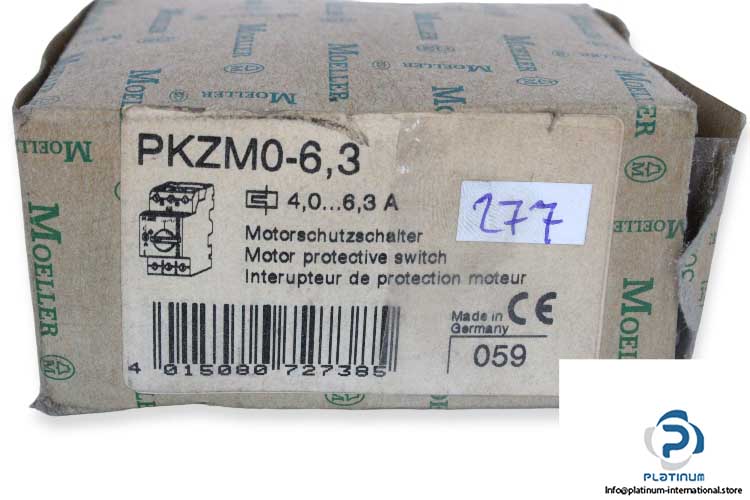 MOELLER
MOELLER
MOELLER
MOELLER
MOELLER
MOELLER
PKZM0-6,3
4,0...6,3 A
277
Motorschutzschalter
Motor protective switch
Interupteur de protection moteur
Made in
Germany
CE
059
4 015080 727385
PLATINUM
Info@platinum-international.store